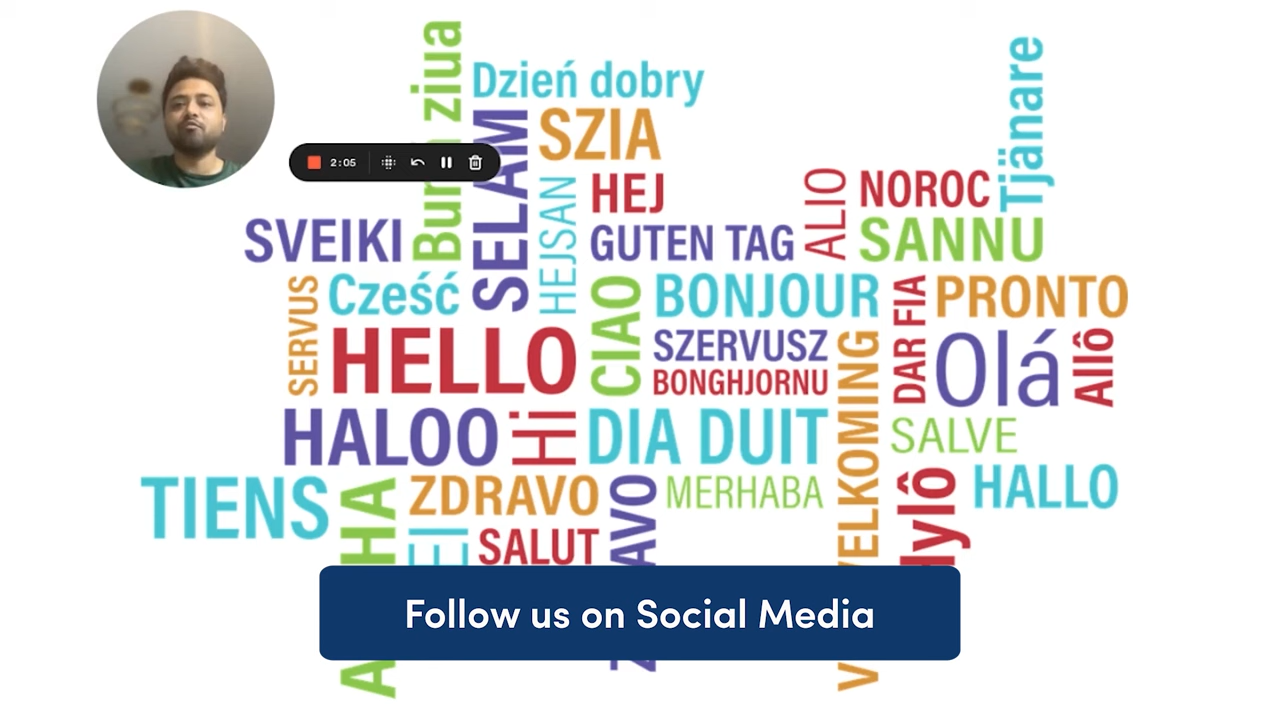 Bună ziua
Dzień dobry
Tjänare
SZIA
SELAM
2:05
HEJ
ALIO
NOROC
HEJSAN
SVEIKI
GUTEN TAG
SANNU
SERVUS
Cześć
CIAO
BONJOUR
DAR FIA
PRONTO
HELLO
SZERVUSZ
BONGHJORNU
VELKOMING
Olá
Allô
HALOO
Hi
DIA DUIT
SALVE
TIENS
ZDRAVO
MERHABA
HALLO
SALUT
Follow us on Social Media